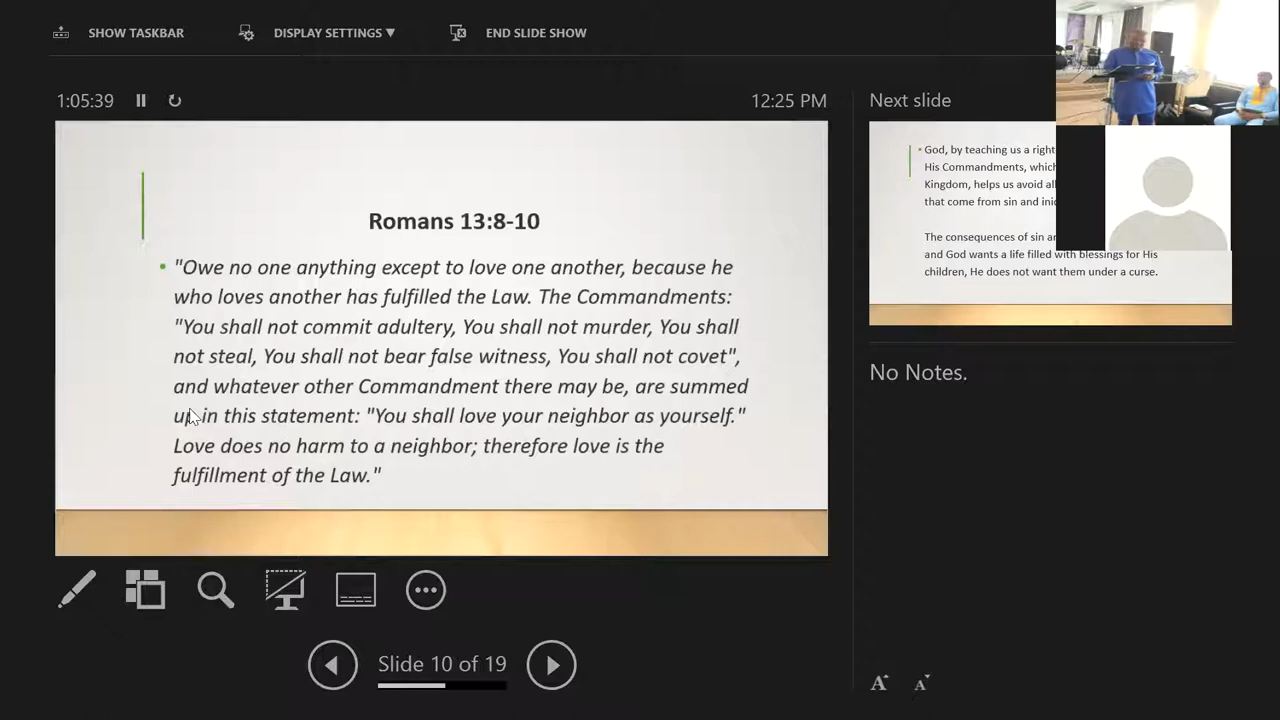 SHOW TASKBAR
DISPLAY SETTINGS ▼
END SLIDE SHOW
1:05:39
12:25 PM
Romans 13:8-10
• "Owe no one anything except to love one another, because he
who loves another has fulfilled the Law. The Commandments:
"You shall not commit adultery, You shall not murder, You shall
not steal, You shall not bear false witness, You shall not covet",
and whatever other Commandment there may be, are summed
up in this statement: "You shall love your neighbor as yourself."
Love does no harm to a neighbor; therefore love is the
fulfillment of the Law."
Slide 10 of 19
Next slide
• God, by teaching us a right
His Commandments, which
Kingdom, helps us avoid
that come from sin and
The consequences of sin
and God wants a life filled with blessings for His
children, He does not want them under a curse.
No Notes.
A A